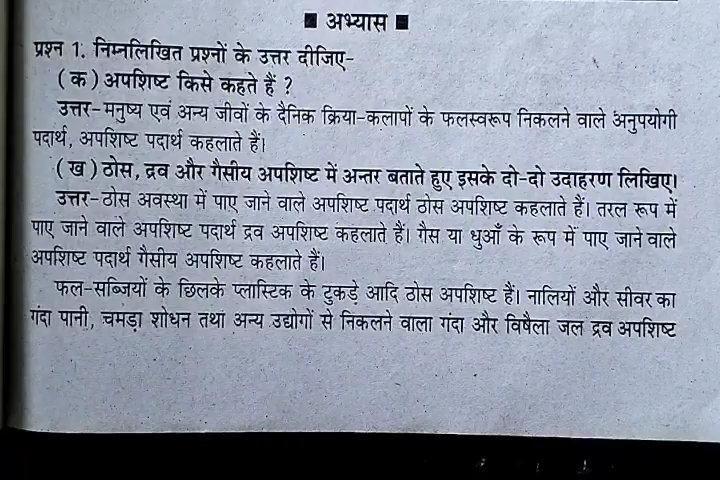 ■ अभ्यास ■
प्रश्न 1. निम्नलिखित प्रश्नों के उत्तर दीजिए-
( क ) अपशिष्ट किसे कहते हैं ?
उत्तर-मनुष्य एवं अन्य जीवों के दैनिक क्रिया-कलापों के फलस्वरूप निकलने वाले अनुपयोगी
पदार्थ, अपशिष्ट पदार्थ कहलाते हैं।
( ख ) ठोस, द्रव और गैसीय अपशिष्ट में अन्तर बताते हुए इसके दो-दो उदाहरण लिखिए।
उत्तर-ठोस अवस्था में पाए जाने वाले अपशिष्ट पदार्थ ठोस अपशिष्ट कहलाते हैं। तरल रूप में
पाए जाने वाले अपशिष्ट पदार्थ द्रव अपशिष्ट कहलाते हैं। गैस या धुआँ के रूप में पाए जाने वाले
अपशिष्ट पदार्थ गैसीय अपशिष्ट कहलाते हैं।
फल-सब्जियों के छिलके प्लास्टिक के टुकड़े आदि ठोस अपशिष्ट हैं। नालियों और सीवर का
गंदा पानी, चमड़ा शोधन तथा अन्य उद्योगों से निकलने वाला गंदा और विषैला जल द्रव अपशिष्ट